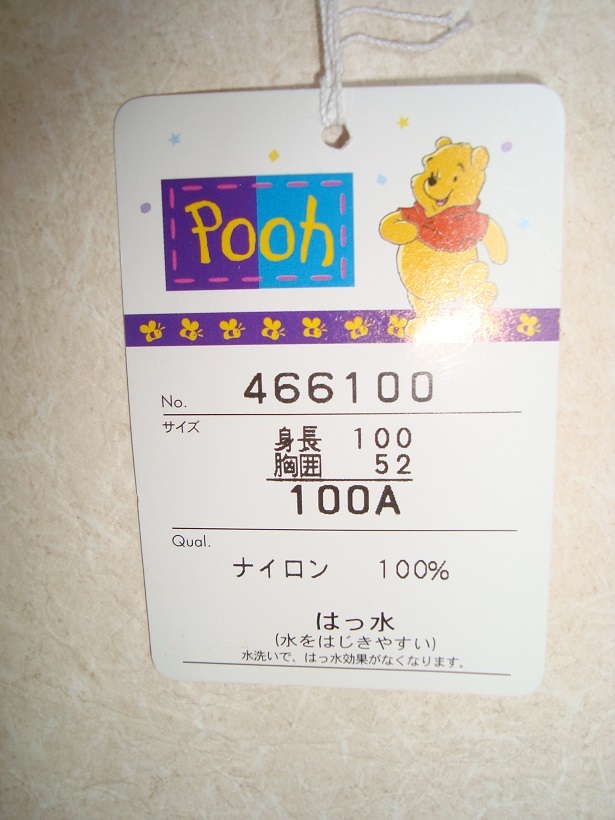 Pooh
No. 466100
サイズ
身長 100
胸囲 52
100A
Qual.
ナイロン 100%
はっ水
(水をはじきやすい)
水洗いで、はっ水効果がなくなります。